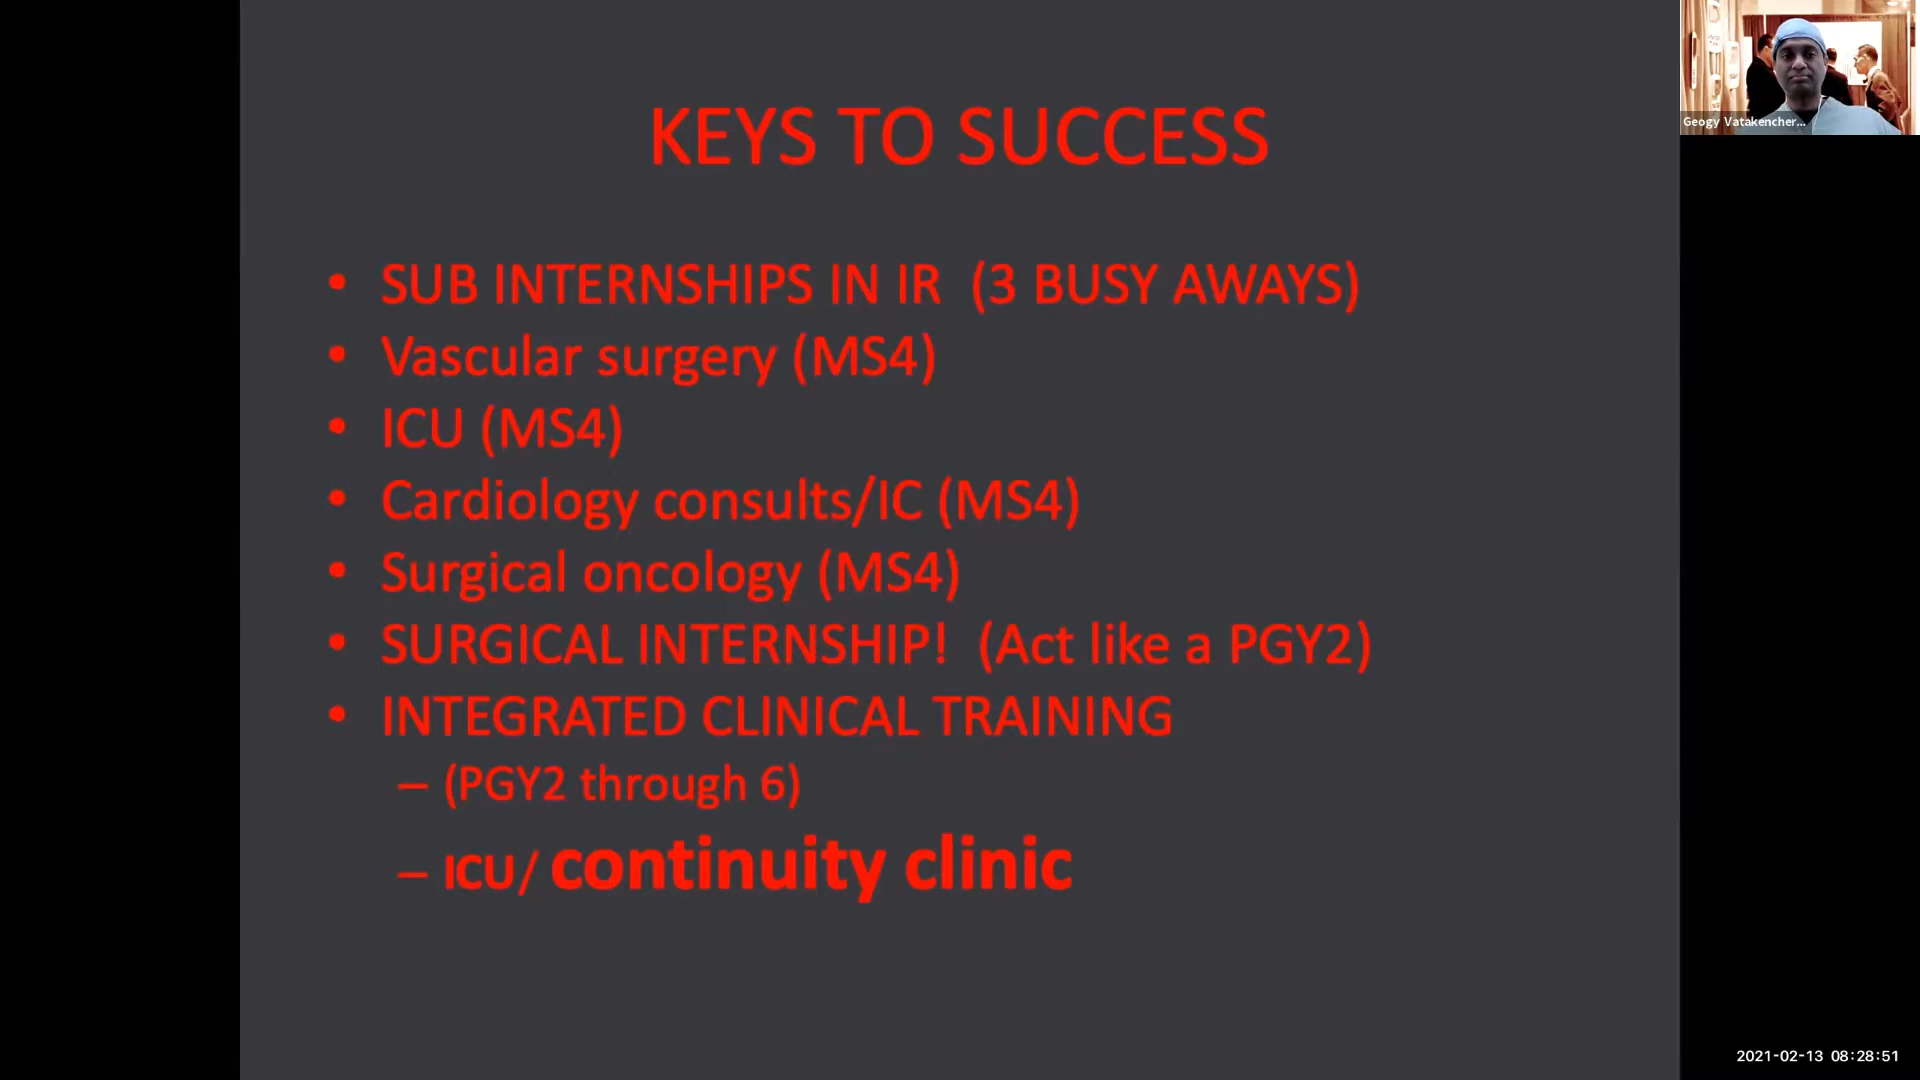 KEYS TO SUCCESS
• SUB INTERNSHIPS IN IR (3 BUSY AWAYS)
• Vascular surgery (MS4)
• ICU (MS4)
• Cardiology consults/IC (MS4)
• Surgical oncology (MS4)
• SURGICAL INTERNSHIP! (Act like a PGY2)
• INTEGRATED CLINICAL TRAINING
– (PGY2 through 6)
– ICU/ continuity clinic
Geogy Vatakencher...
2021-02-13 08:28:51